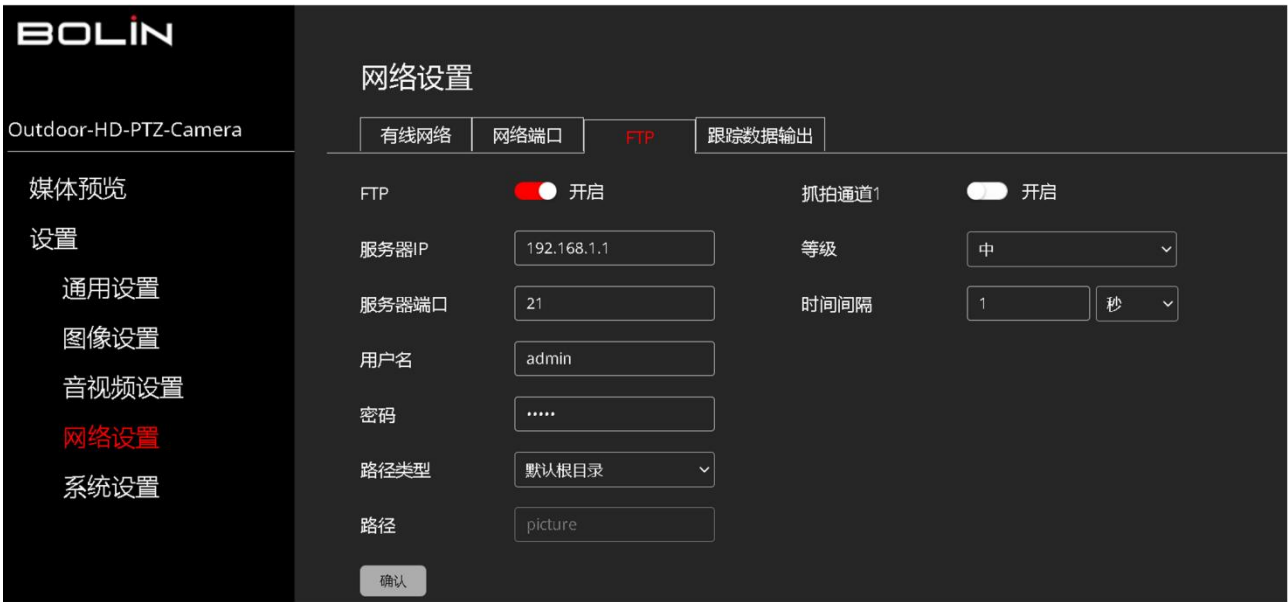 BOLIN
Outdoor-HD-PTZ-Camera
媒体预览
设置
通用设置
图像设置
音视频设置
网络设置
系统设置
网络设置
有线网络 网络端口 FTP 跟踪数据输出
FTP 开启 抓拍通道1 开启
服务器IP 192.168.1.1 等级 中
服务器端口 21 时间间隔 1 秒
用户名 admin
密码 •••••
路径类型 默认根目录
路径 picture
确认